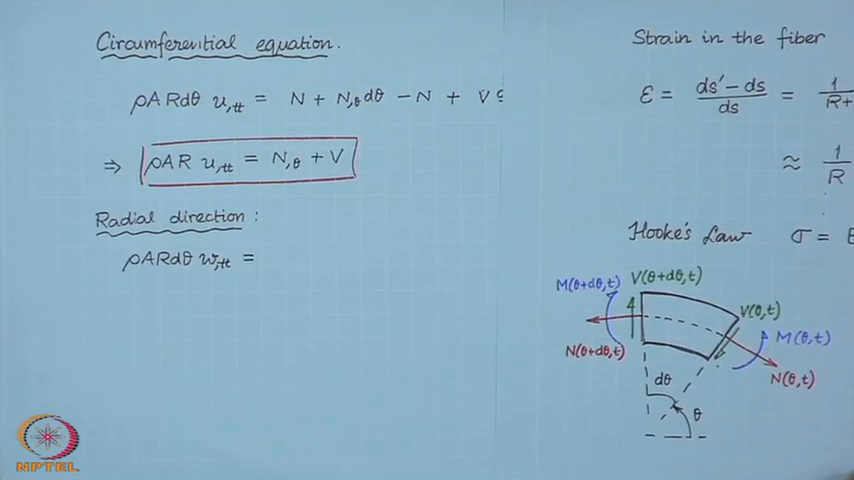 Circumferential equation.
ρARdθ u,tt = N + N,θ dθ - N + V
⇒ ρAR u,tt = N,θ + V
Radial direction :
ρARdθ w,tt =
Strain in the fiber
ε = ds′ - ds / ds = 1 / R+
≈ 1 / R
Hooke's Law σ = E
M(θ+dθ,t) V(θ+dθ,t)
V(θ,t)
M(θ,t)
N(θ+dθ,t)
N(θ,t)
dθ
θ
NPTEL